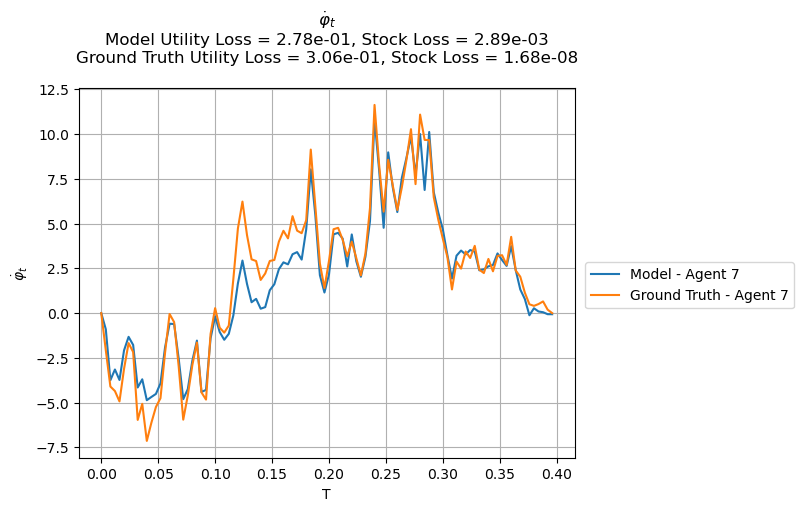 φ̇ₜ
Model Utility Loss = 2.78e-01, Stock Loss = 2.89e-03
Ground Truth Utility Loss = 3.06e-01, Stock Loss = 1.68e-08
12.5
10.0
7.5
5.0
2.5
0.0
−2.5
−5.0
−7.5
φ̇ₜ
0.00 0.05 0.10 0.15 0.20 0.25 0.30 0.35 0.40
T
Model - Agent 7
Ground Truth - Agent 7